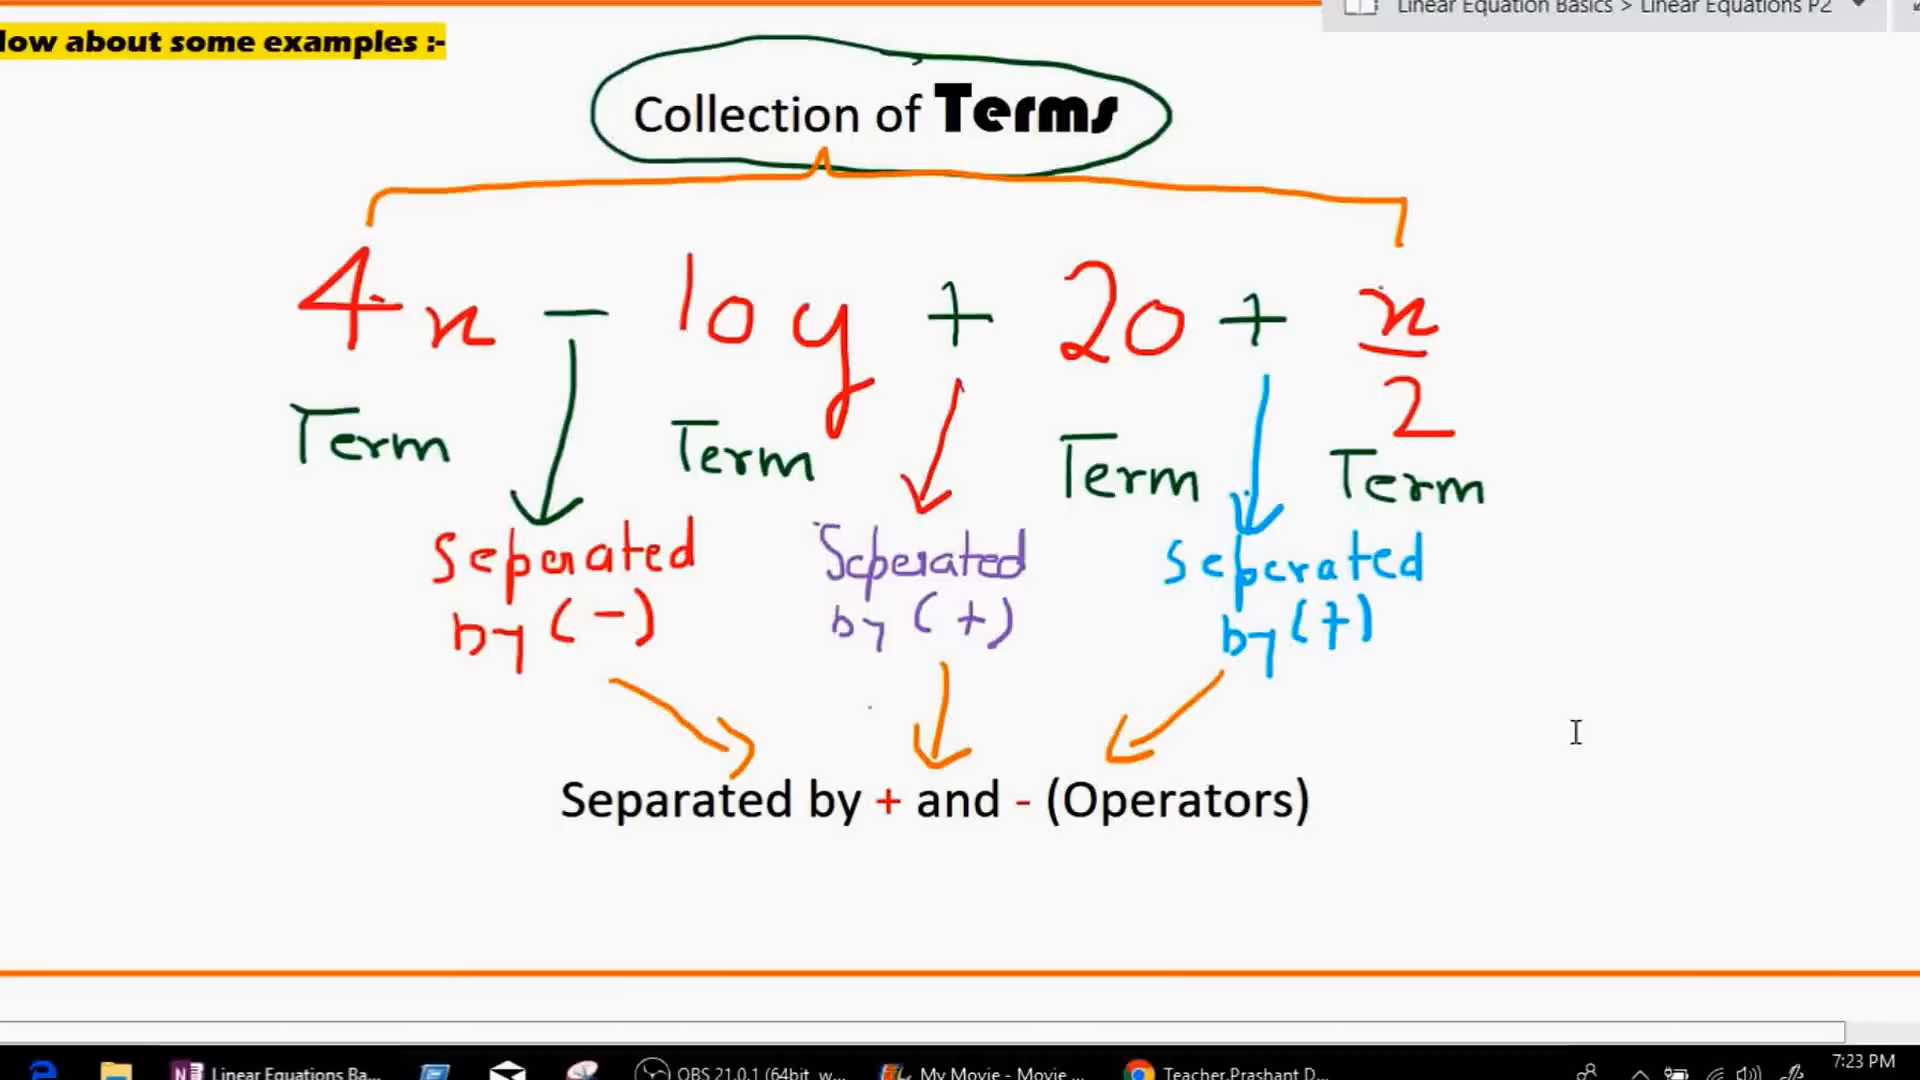 Linear Equation Basics > Linear Equations P2
How about some examples :-
Collection of Terms
4x - 10y + 20 + x/2
Term Term Term Term
Seperated Seperated Seperated
by (-) by (+) by (+)
Separated by + and - (Operators)
Linear Equations Ba... OBS 21.0.1 (64bit, w... My Movie - Movie ... Teacher.Prashant D... 7:23 PM